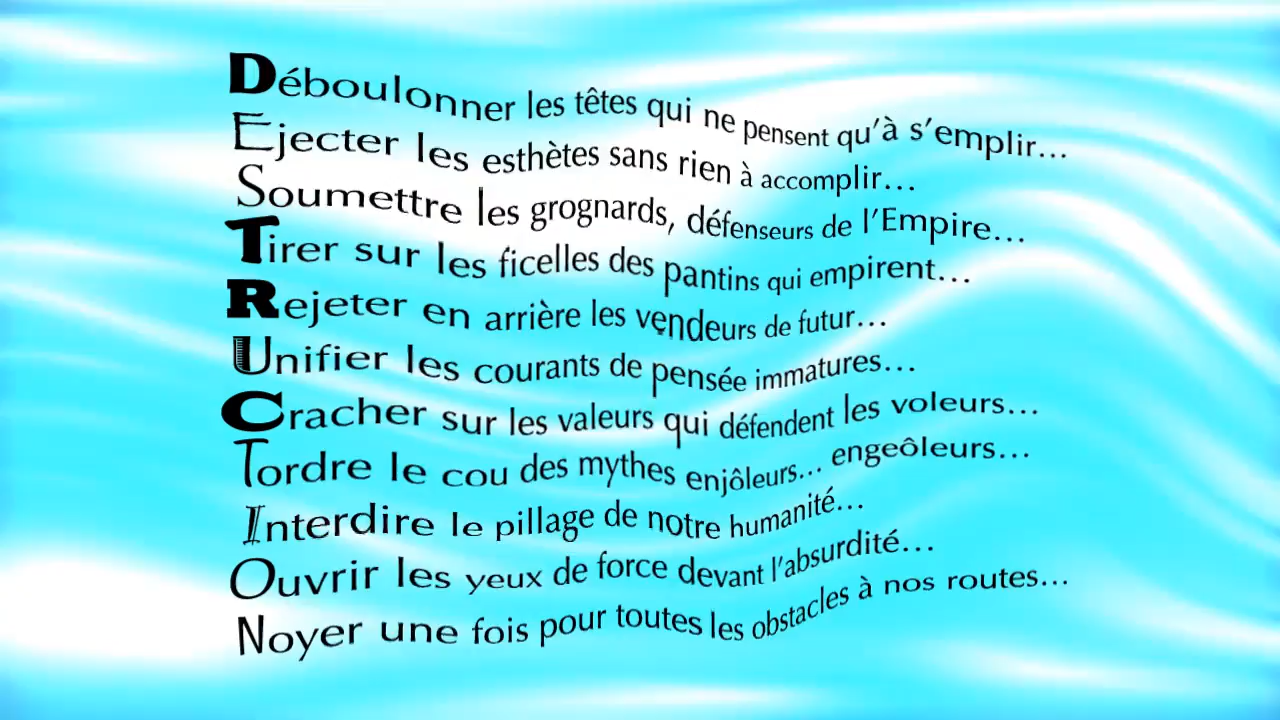 Déboulonner les têtes qui ne pensent qu'à s'emplir...
Ejecter les esthètes sans rien à accomplir...
Soumettre les grognards, défenseurs de l'Empire...
Tirer sur les ficelles des pantins qui empirent...
Rejeter en arrière les vendeurs de futur...
Unifier les courants de pensée immatures...
Cracher sur les valeurs qui défendent les voleurs...
Tordre le cou des mythes enjôleurs... engeôleurs...
Interdire le pillage de notre humanité...
Ouvrir les yeux de force devant l'absurdité...
Noyer une fois pour toutes les obstacles à nos routes...